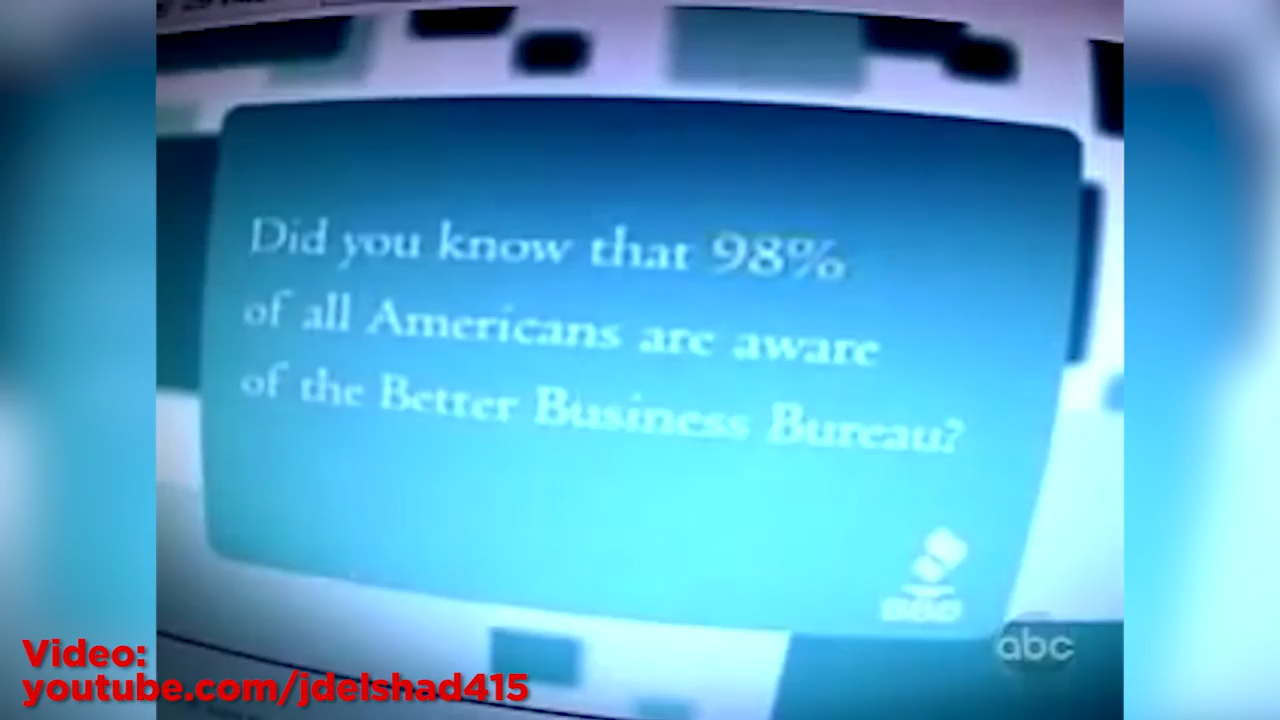 Did you know that 98%
of all Americans are aware
of the Better Business Bureau?
abc
Video:
youtube.com/jdelshad415